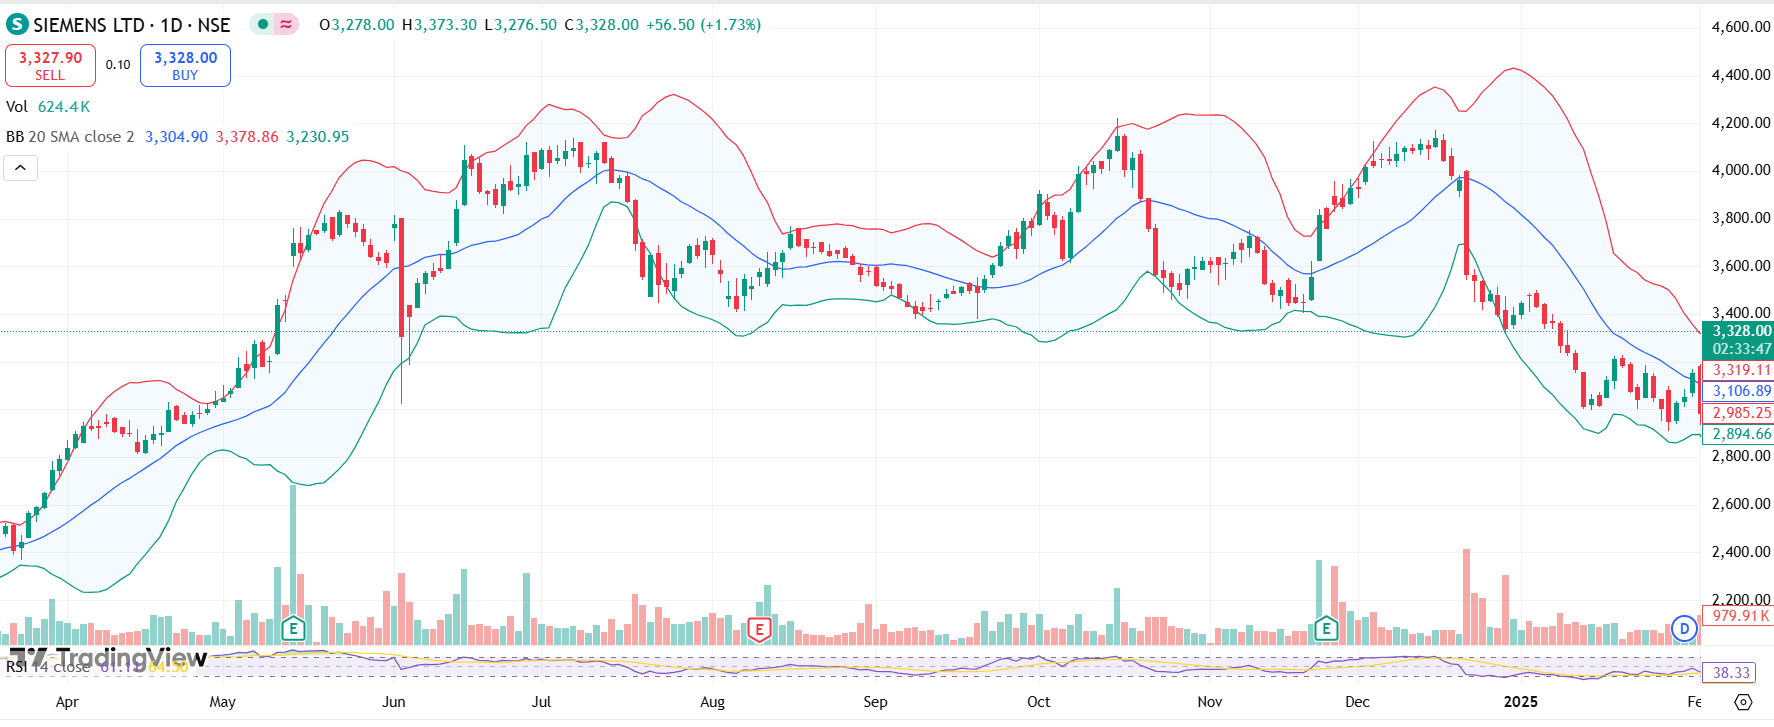 S SIEMENS LTD · 1D · NSE ≈ O3,278.00 H3,373.30 L3,276.50 C3,328.00 +56.50 (+1.73%)
3,327.90 SELL 0.10 3,328.00 BUY
Vol 624.4 K
BB 20 SMA close 2 3,304.90 3,378.86 3,230.95
4,600.00
4,400.00
4,200.00
4,000.00
3,800.00
3,600.00
3,400.00
3,328.00
02:33:47
3,319.11
3,106.89
2,985.25
2,894.66
2,800.00
2,600.00
2,400.00
2,200.00
979.91 K
E E E D
TradingView
RSI 14 close 61.11
38.33
Apr May Jun Jul Aug Sep Oct Nov Dec 2025 Fe